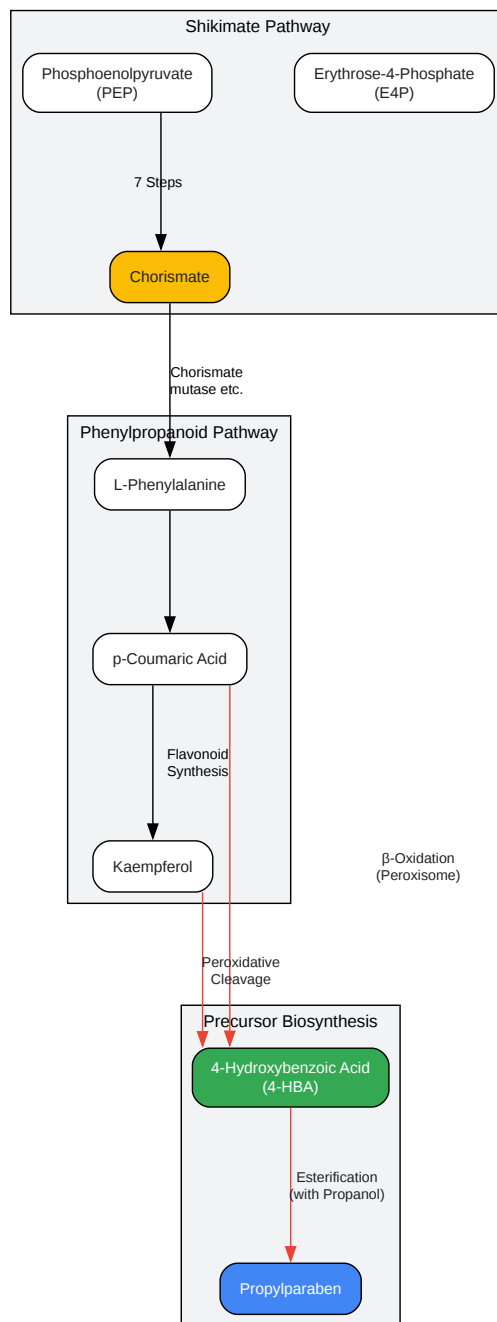 Shikimate Pathway
Phosphoenolpyruvate
(PEP)
Erythrose-4-Phosphate
(E4P)
7 Steps
Chorismate
Chorismate
mutase etc.
Phenylpropanoid Pathway
L-Phenylalanine
p-Coumaric Acid
Flavonoid
Synthesis
Kaempferol
β-Oxidation
(Peroxisome)
Peroxidative
Cleavage
Precursor Biosynthesis
4-Hydroxybenzoic Acid
(4-HBA)
Esterification
(with Propanol)
Propylparaben